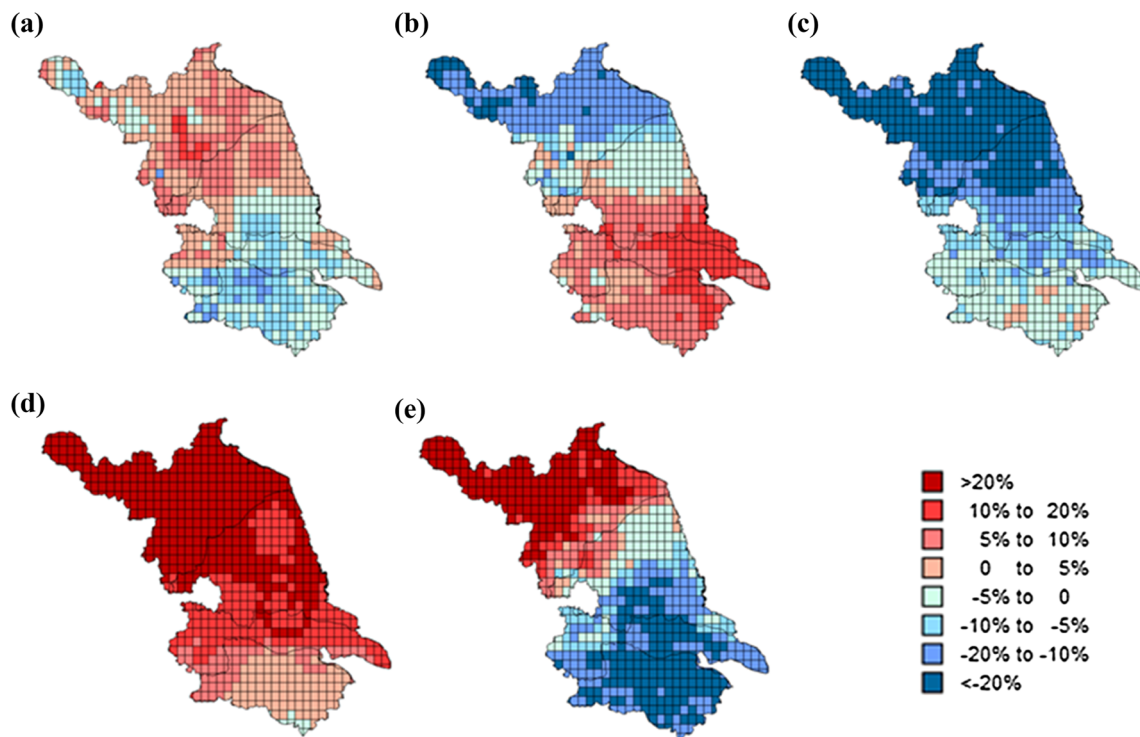 (a)
(b)
(c)
(d)
(e)
>20%
10% to 20%
5% to 10%
0 to 5%
-5% to 0
-10% to -5%
-20% to -10%
<-20%